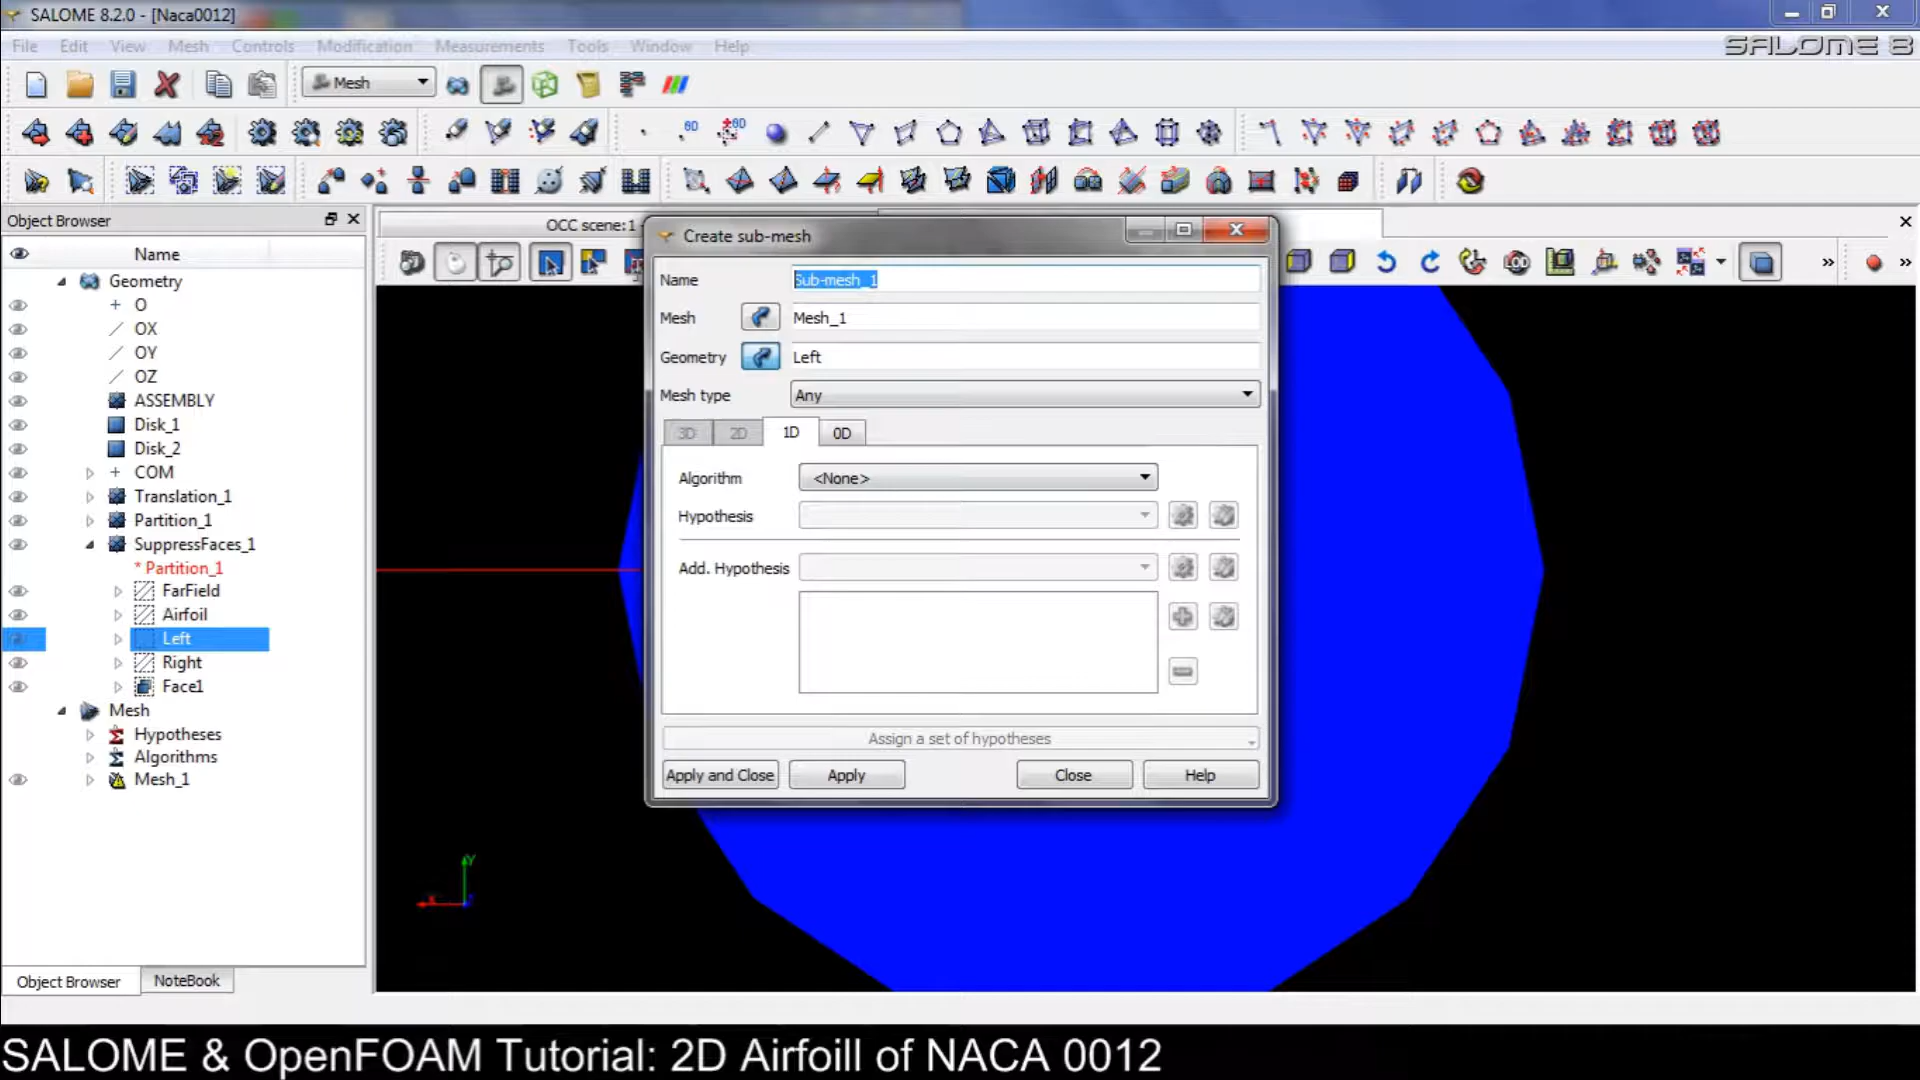 SALOME 8.2.0 - [Naca0012]
File Edit View Mesh Controls Modification Measurements Tools Window Help
SALOME 8
Mesh
0D
0D
Object Browser
OCC scene:1 -
Name
Geometry
O
OX
OY
OZ
ASSEMBLY
Disk_1
Disk_2
COM
Translation_1
Partition_1
SuppressFaces_1
* Partition_1
FarField
Airfoil
Left
Right
Face1
Mesh
Hypotheses
Algorithms
Mesh_1
Object Browser NoteBook
Create sub-mesh
Name Sub-mesh_1
Mesh Mesh_1
Geometry Left
Mesh type Any
3D 2D 1D 0D
Algorithm <None>
Hypothesis
Add. Hypothesis
Assign a set of hypotheses
Apply and Close Apply Close Help
Y
SALOME & OpenFOAM Tutorial: 2D Airfoill of NACA 0012